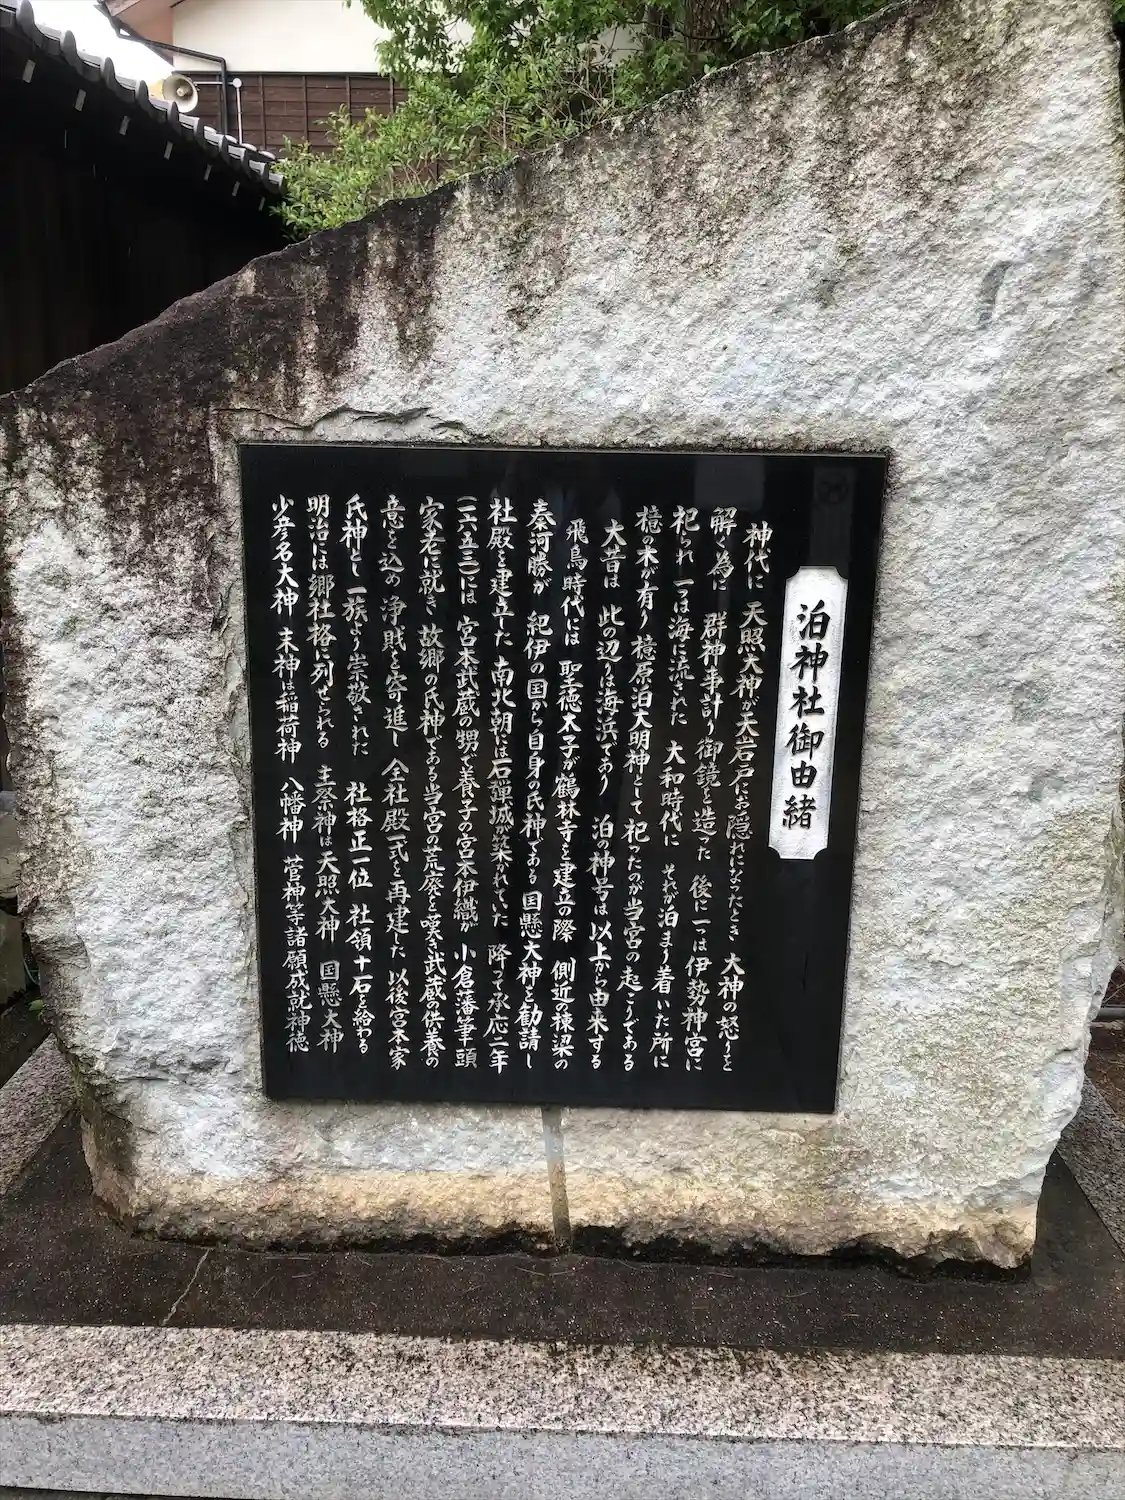 泊神社御由緒
神代に 天照大神が天岩戸にお隠れになったとき 大神の怒りを
解く為に 群神事計り御鏡を造った 後に一つは伊勢神宮に
祀られ 一つは海に流された 大和時代に それが泊まり着いた所に
檍の木が有り 檍原泊大明神として祀ったのが当宮の起こりである
大昔は 此の辺は海浜であり 泊の神号は以上から由来する
飛鳥時代には 聖徳太子が鶴林寺を建立の際 側近の棟梁の
秦河勝が 紀伊の国から自身の氏神である国懸大神を勧請し
社殿を建立た 南北朝には石弾城が築かれていた 降って承応二年
(一六五三)には 宮本武蔵の甥で養子の宮本伊織が 小倉藩筆頭
家老に就き 故郷の氏神である当宮の荒廃を嘆き武蔵供養の
意を込め 浄財を寄進し 全社殿一式を再建した 以後宮本家
氏神とし 一族より崇敬された 社格正一位 社領十石を給わる
明治には郷社格に列せられる 主祭神は天照大神 国懸大神
少彦名大神 末神は稲荷神 八幡神 菅神等諸願成就神徳